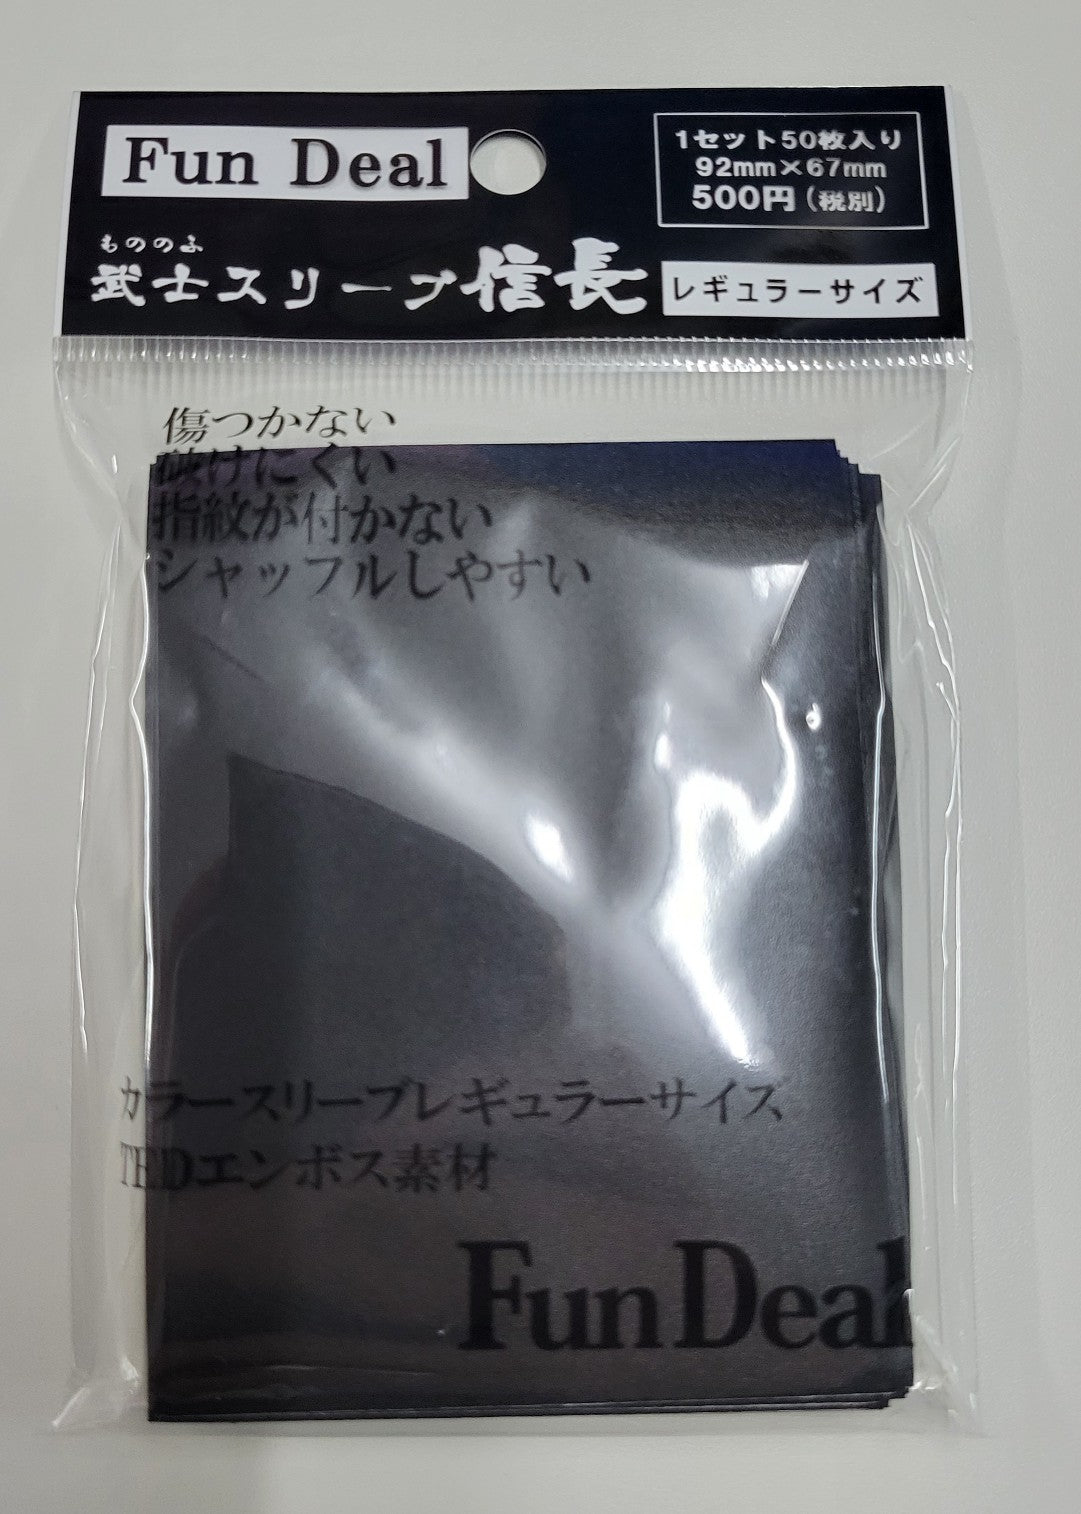 Fun Deal
1セット50枚入り
92mm×67mm
500円(税別)
もののふ
武士スリーブ信長
レギュラーサイズ
傷つかない
破けにくい
指紋が付かない
シャッフルしやすい
カラースリーブレギュラーサイズ
エンボス素材
Fun Deal